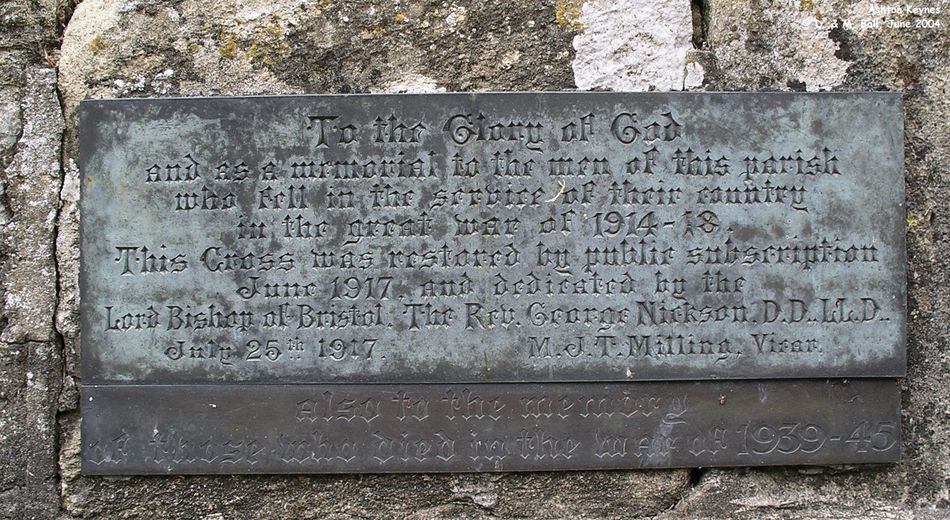 Ashton Keynes
© D. & M. Ball June 2004
To the Glory of God
and as a memorial to the men of this parish
who fell in the service of their country
in the great war of 1914-18.
This Cross was restored by public subscription
June 1917, and dedicated by the
Lord Bishop of Bristol. The Rev. George Nickson. D.D., LL.D.,
July 25th 1917. M.J.T. Milling, Vicar.
also to the memory
of those who died in the war of 1939-45